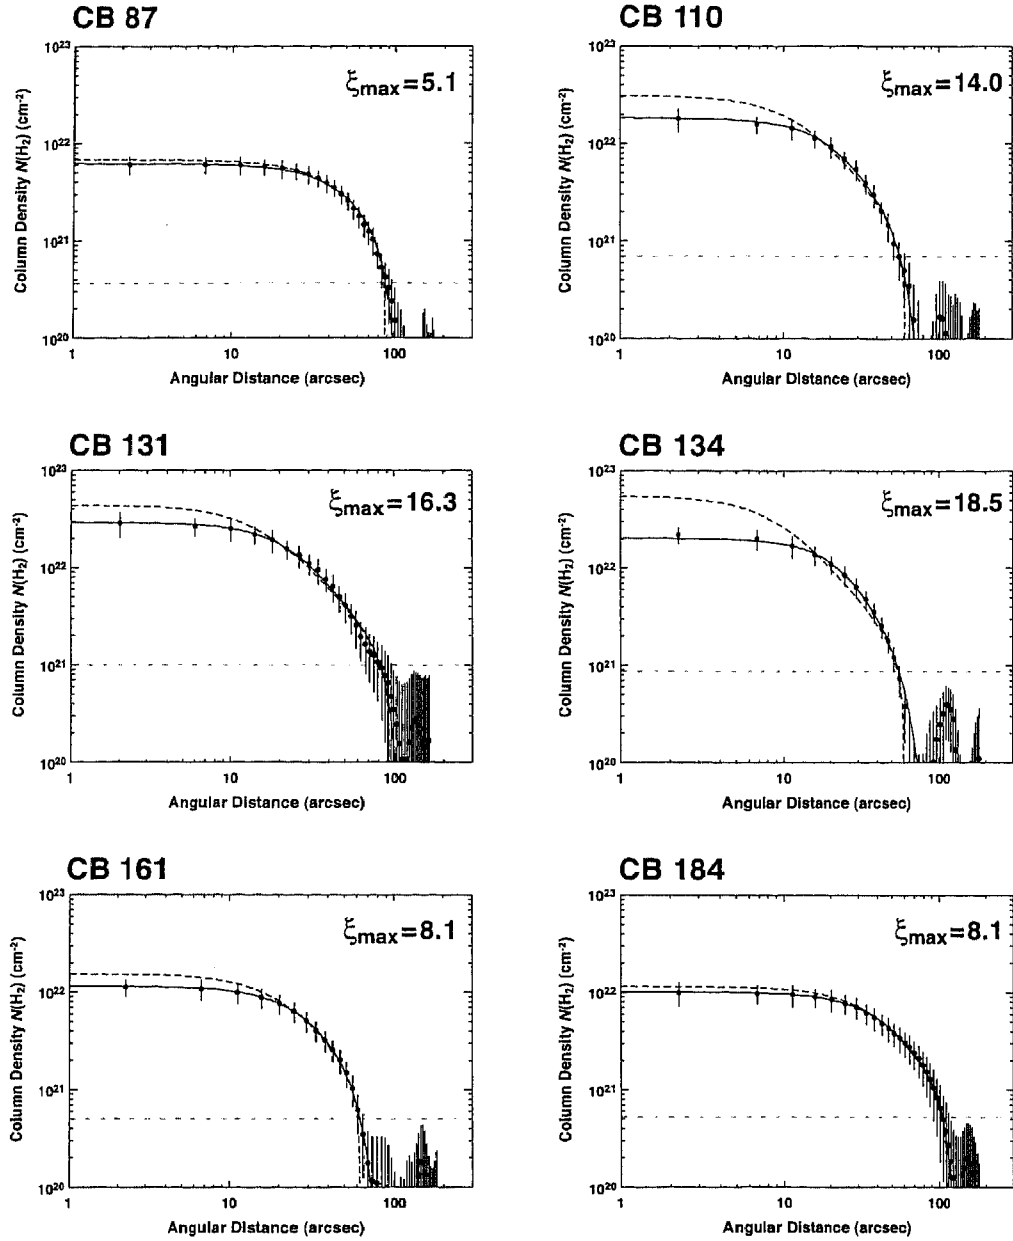 CB 87
ξmax=5.1
10²³
10²²
10²¹
10²⁰
Column Density N(H₂) (cm⁻²)
1
10
100
Angular Distance (arcsec)
CB 110
ξmax=14.0
10²³
10²²
10²¹
10²⁰
Column Density N(H₂) (cm⁻²)
1
10
100
Angular Distance (arcsec)
CB 131
ξmax=16.3
10²³
10²²
10²¹
10²⁰
Column Density N(H₂) (cm⁻²)
1
10
100
Angular Distance (arcsec)
CB 134
ξmax=18.5
10²³
10²²
10²¹
10²⁰
Column Density N(H₂) (cm⁻²)
1
10
100
Angular Distance (arcsec)
CB 161
ξmax=8.1
10²³
10²²
10²¹
10²⁰
Column Density N(H₂) (cm⁻²)
1
10
100
Angular Distance (arcsec)
CB 184
ξmax=8.1
10²³
10²²
10²¹
10²⁰
Column Density N(H₂) (cm⁻²)
1
10
100
Angular Distance (arcsec)